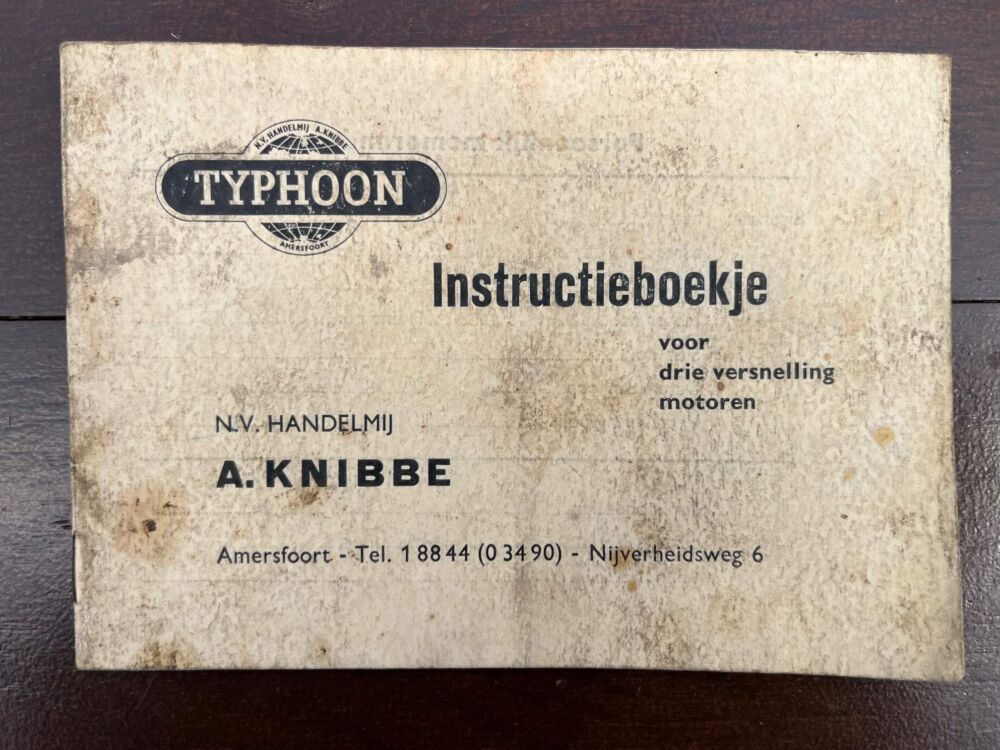 N.V. HANDELMIJ A. KNIBBE
TYPHOON
AMERSFOORT
Instructieboekje
voor
drie versnelling
motoren
N.V. HANDELMIJ
A. KNIBBE
Amersfoort - Tel. 1 88 44 (0 34 90) - Nijverheidsweg 6